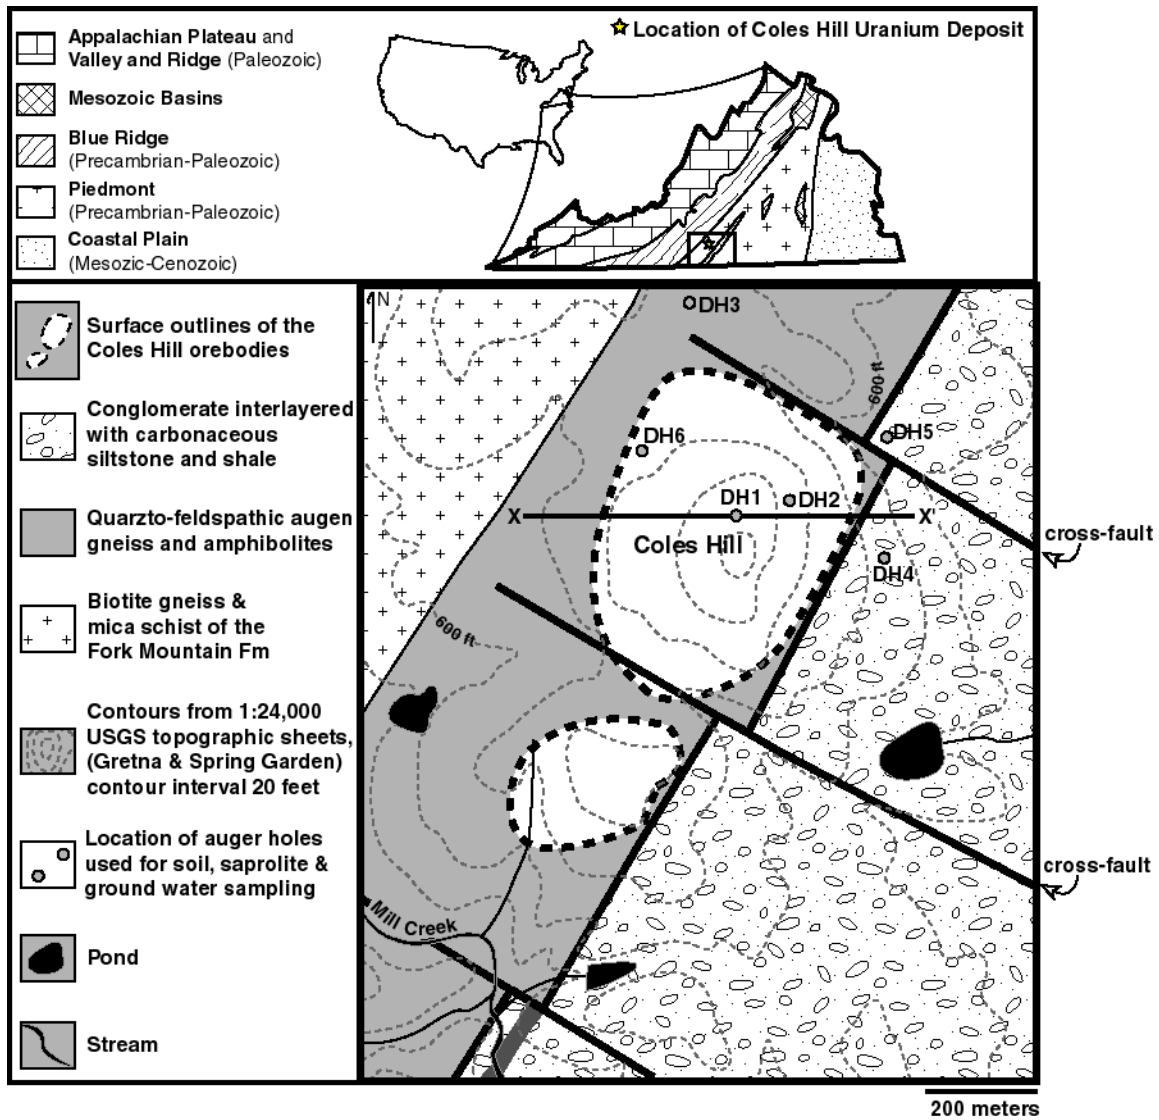 Location of Coles Hill Uranium Deposit
Appalachian Plateau and
Valley and Ridge (Paleozoic)
Mesozoic Basins
Blue Ridge
(Precambrian-Paleozoic)
Piedmont
(Precambrian-Paleozoic)
Coastal Plain
(Mesozic-Cenozoic)
Surface outlines of the
Coles Hill orebodies
Conglomerate interlayered
with carbonaceous
siltstone and shale
Quarzto-feldspathic augen
gneiss and amphibolites
Biotite gneiss &
mica schist of the
Fork Mountain Fm
Contours from 1:24,000
USGS topographic sheets,
(Gretna & Spring Garden)
contour interval 20 feet
Location of auger holes
used for soil, saprolite &
ground water sampling
Pond
Stream
N
DH3
600 ft
DH5
DH6
DH1
DH2
X
X'
Coles Hill
cross-fault
DH4
600 ft
cross-fault
Mill Creek
200 meters